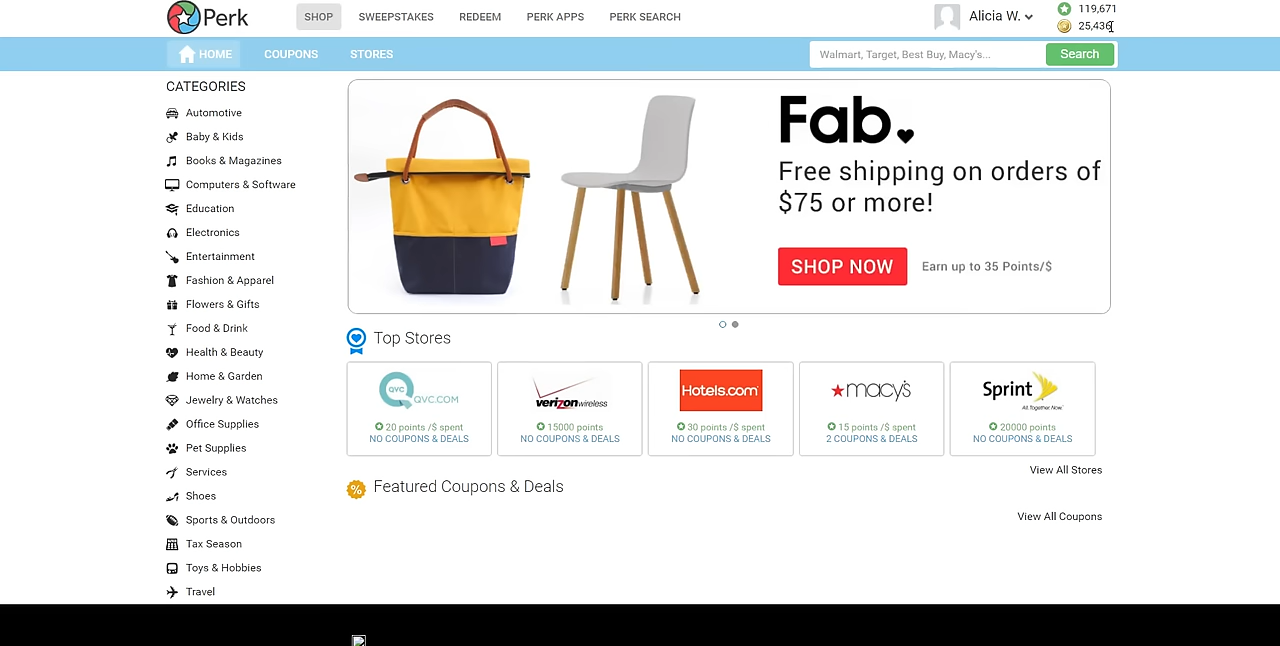 Perk
SHOP
SWEEPSTAKES
REDEEM
PERK APPS
PERK SEARCH
Alicia W.
119,671
25,436
HOME
COUPONS
STORES
Walmart, Target, Best Buy, Macy's...
Search
CATEGORIES
Automotive
Baby & Kids
Books & Magazines
Computers & Software
Education
Electronics
Entertainment
Fashion & Apparel
Flowers & Gifts
Food & Drink
Health & Beauty
Home & Garden
Jewelry & Watches
Office Supplies
Pet Supplies
Services
Shoes
Sports & Outdoors
Tax Season
Toys & Hobbies
Travel
Fab.
Free shipping on orders of
$75 or more!
SHOP NOW
Earn up to 35 Points/$
Top Stores
QVC
QVC.COM
20 points /$ spent
NO COUPONS & DEALS
verizon wireless
15000 points
NO COUPONS & DEALS
Hotels.com
30 points /$ spent
NO COUPONS & DEALS
macy's
15 points /$ spent
2 COUPONS & DEALS
Sprint
All. Together. Now.
20000 points
NO COUPONS & DEALS
View All Stores
Featured Coupons & Deals
View All Coupons